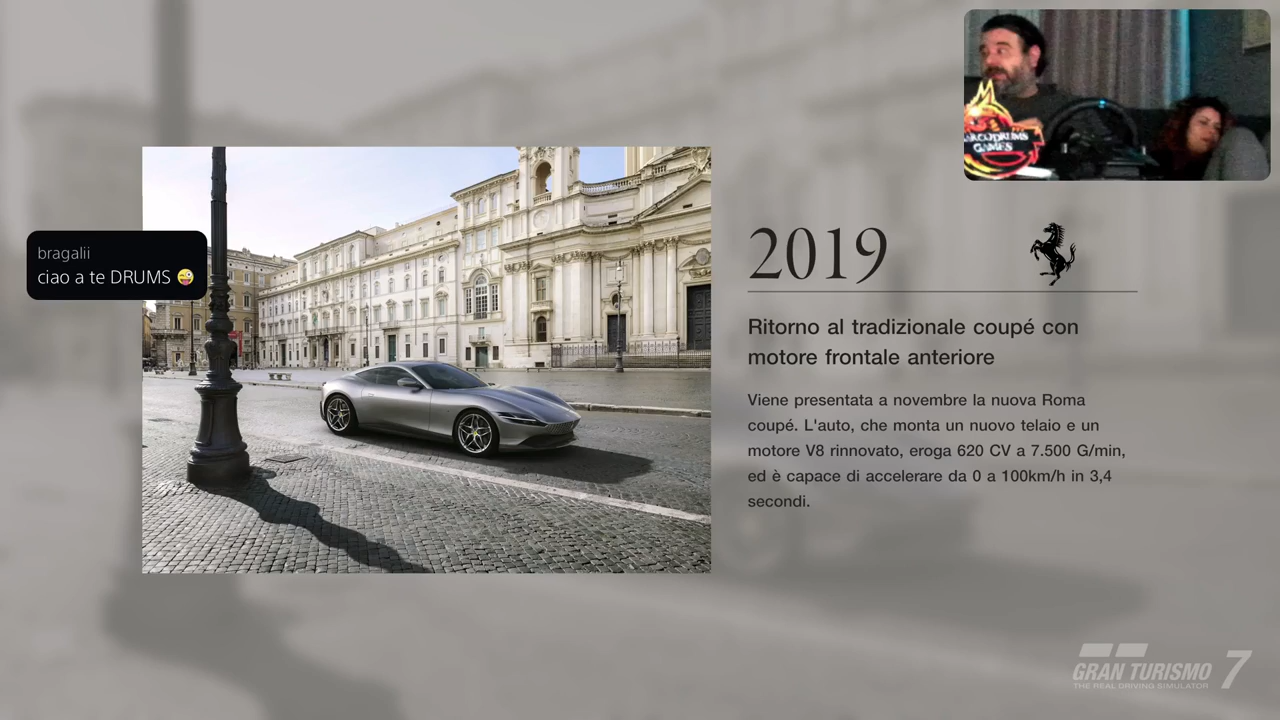 bragalii
ciao a te DRUMS 😜
GAMES
2019
Ritorno al tradizionale coupé con
motore frontale anteriore
Viene presentata a novembre la nuova Roma
coupé. L'auto, che monta un nuovo telaio e un
motore V8 rinnovato, eroga 620 CV a 7.500 G/min,
ed è capace di accelerare da 0 a 100km/h in 3,4
secondi.
GRAN TURISMO 7
THE REAL DRIVING SIMULATOR